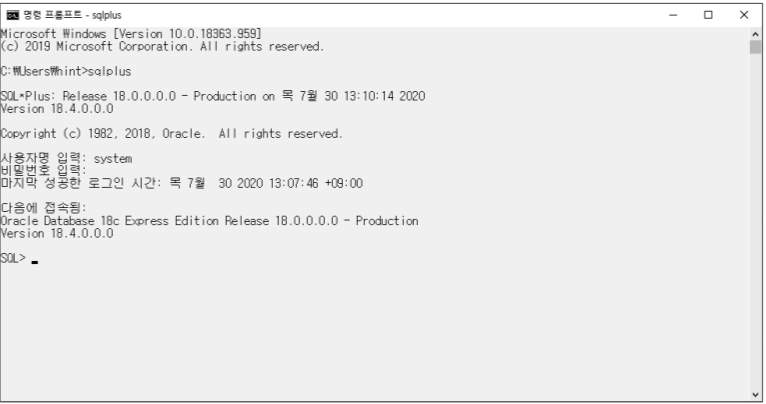 명령 프롬프트 - sqlplus
Microsoft Windows [Version 10.0.18363.959]
(c) 2019 Microsoft Corporation. All rights reserved.
C:₩Users₩hint>sqlplus
SQL*Plus: Release 18.0.0.0.0 - Production on 목 7월 30 13:10:14 2020
Version 18.4.0.0.0
Copyright (c) 1982, 2018, Oracle.  All rights reserved.
사용자명 입력: system
비밀번호 입력:
마지막 성공한 로그인 시간: 목 7월  30 2020 13:07:46 +09:00
다음에 접속됨:
Oracle Database 18c Express Edition Release 18.0.0.0.0 - Production
Version 18.4.0.0.0
SQL>